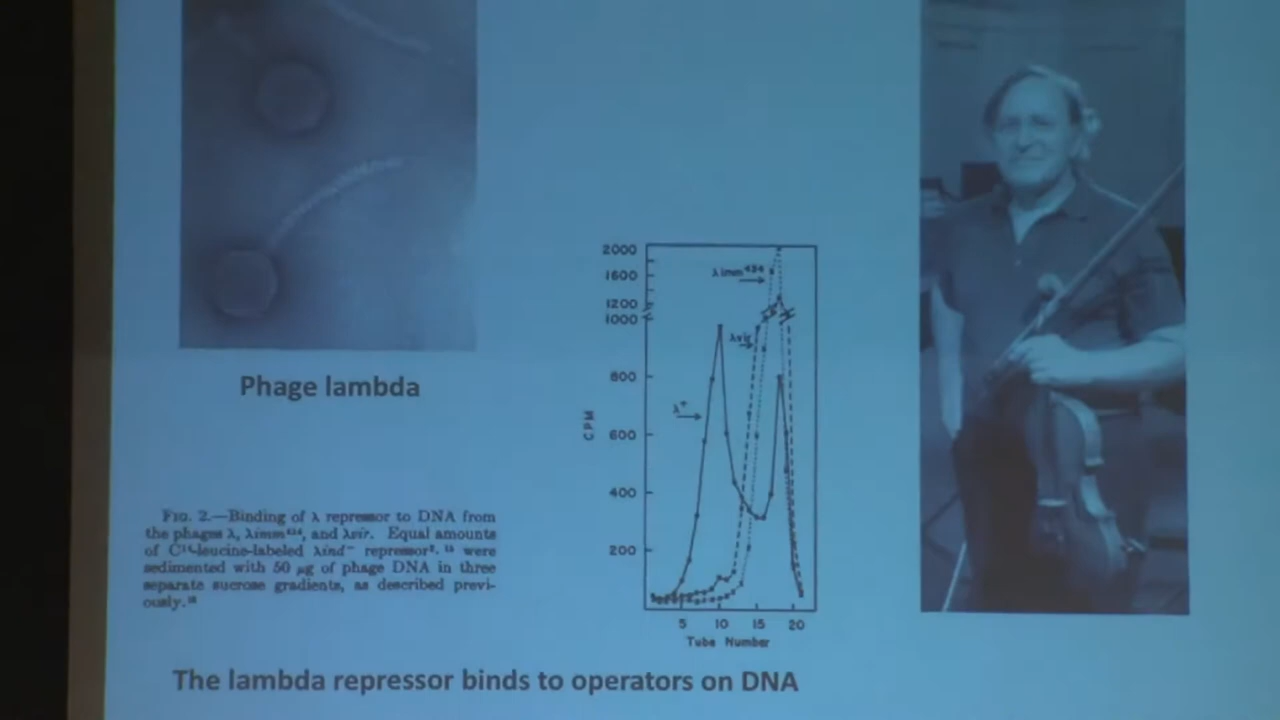 Phage lambda
FIG. 2.—Binding of λ repressor to DNA from
the phages λ, λimm⁴³⁴, and λvir. Equal amounts
of C¹⁴-leucine-labeled λind⁻ repressor⁹, ¹⁵ were
sedimented with 50 μg of phage DNA in three
separate sucrose gradients, as described previ-
ously.
2000
1600
1200
1000
800
600
400
200
CPM
λimm⁴³⁴
λvir
λ⁺
5 10 15 20
Tube Number
The lambda repressor binds to operators on DNA